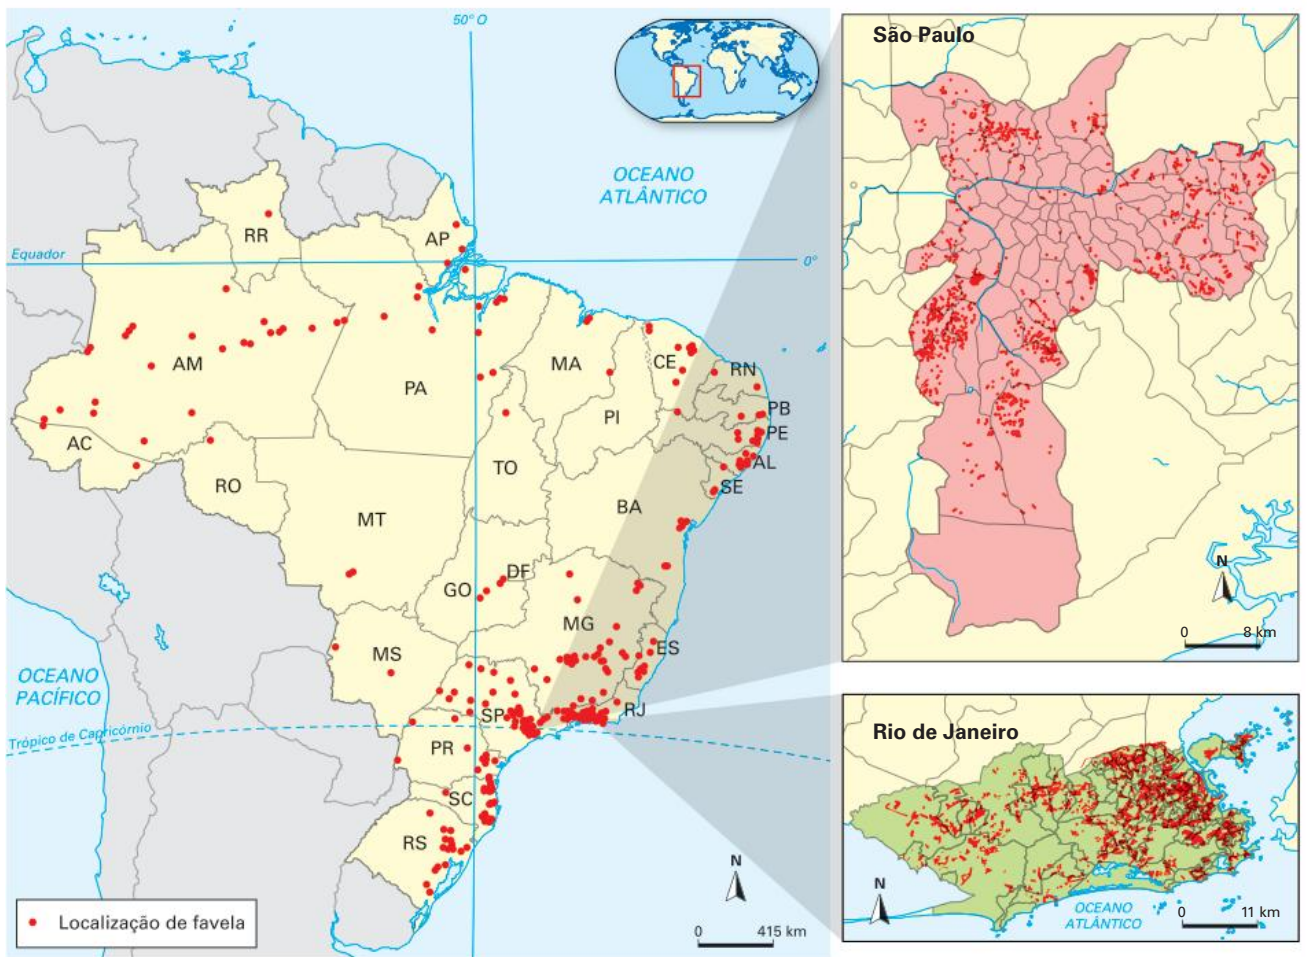 50° O
OCEANO
ATLÂNTICO
RR
AP
Equador
0°
AM
PA
MA
CE
RN
PI
PB
PE
AC
AL
TO
RO
SE
BA
MT
DF
GO
MG
ES
MS
OCEANO
PACÍFICO
SP
RJ
Trópico de Capricórnio
PR
SC
RS
N
Localização de favela
0 415 km
São Paulo
N
0 8 km
Rio de Janeiro
N
OCEANO
ATLÂNTICO
0 11 km